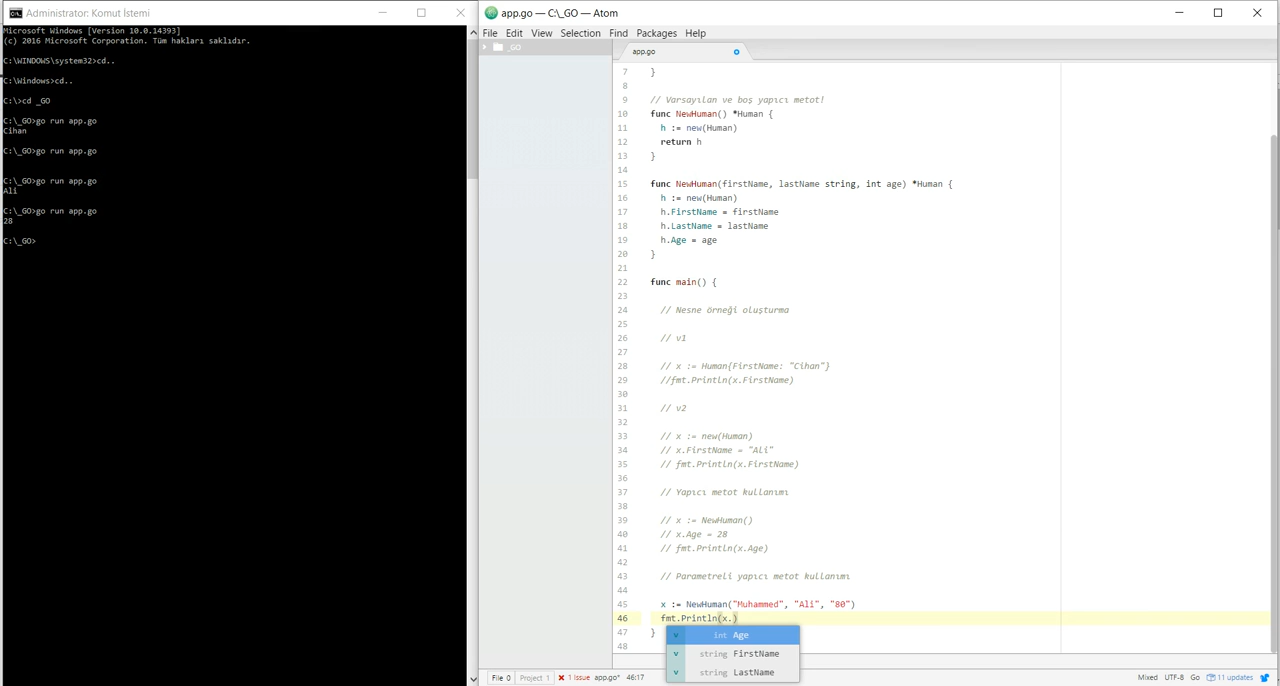 Administrator: Komut İstemi
Microsoft Windows [Version 10.0.14393]
(c) 2016 Microsoft Corporation. Tüm hakları saklıdır.
C:\WINDOWS\system32>cd..
C:\Windows>cd..
C:\>cd _GO
C:\_GO>go run app.go
Cihan
C:\_GO>go run app.go
C:\_GO>go run app.go
Ali
C:\_GO>go run app.go
28
C:\_GO>
app.go — C:\_GO — Atom
File Edit View Selection Find Packages Help
_GO
app.go
7 }
8
9 // Varsayılan ve boş yapıcı metot!
10 func NewHuman() *Human {
11 h := new(Human)
12 return h
13 }
14
15 func NewHuman(firstName, lastName string, int age) *Human {
16 h := new(Human)
17 h.FirstName = firstName
18 h.LastName = lastName
19 h.Age = age
20 }
21
22 func main() {
23
24 // Nesne örneği oluşturma
25
26 // v1
27
28 // x := Human{FirstName: "Cihan"}
29 //fmt.Println(x.FirstName)
30
31 // v2
32
33 // x := new(Human)
34 // x.FirstName = "Ali"
35 // fmt.Println(x.FirstName)
36
37 // Yapıcı metot kullanımı
38
39 // x := NewHuman()
40 // x.Age = 28
41 // fmt.Println(x.Age)
42
43 // Parametreli yapıcı metot kullanımı
44
45 x := NewHuman("Muhammed", "Ali", "80")
46 fmt.Println(x.)
47 }
v int Age
v string FirstName
v string LastName
48
File 0 Project 1 1 Issue app.go* 46:17 Mixed UTF-8 Go 11 updates